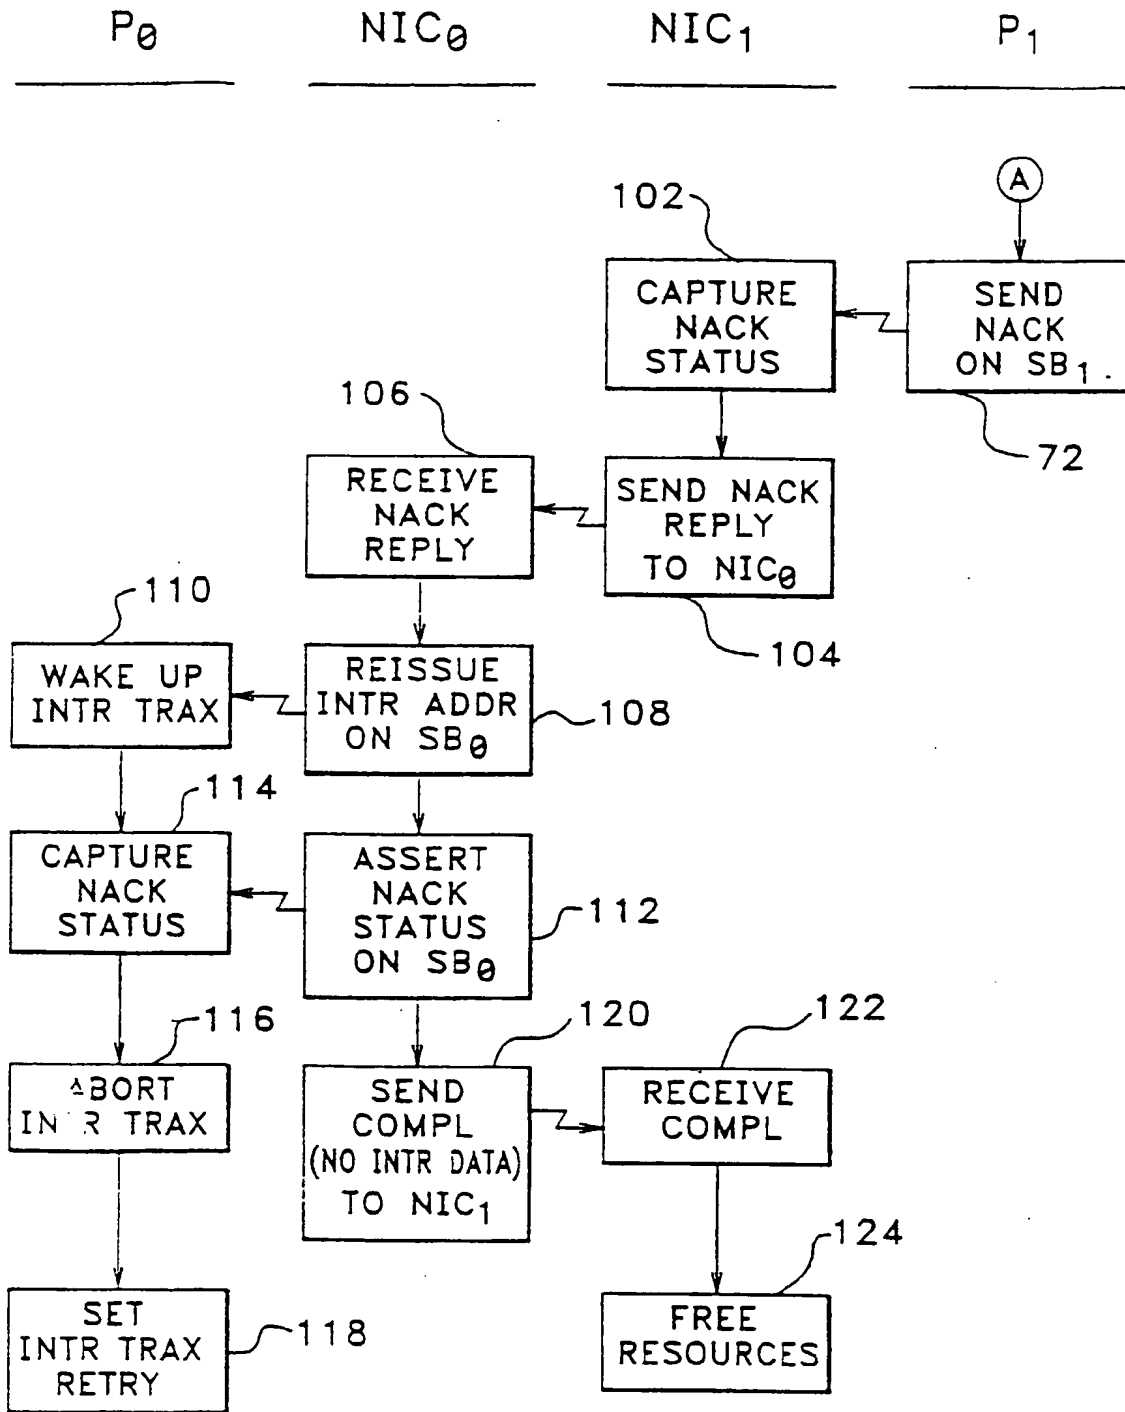 P0 NIC0 NIC1 P1
A
102
CAPTURE
NACK
STATUS
SEND
NACK
ON SB1
72
106
RECEIVE
NACK
REPLY
SEND NACK
REPLY
TO NIC0
104
110
WAKE UP
INTR TRAX
REISSUE
INTR ADDR
ON SB0
108
114
CAPTURE
NACK
STATUS
ASSERT
NACK
STATUS
ON SB0
112
116
ABORT
INTR TRAX
120
SEND
COMPL
(NO INTR DATA)
TO NIC1
122
RECEIVE
COMPL
124
SET
INTR TRAX
RETRY
118
FREE
RESOURCES